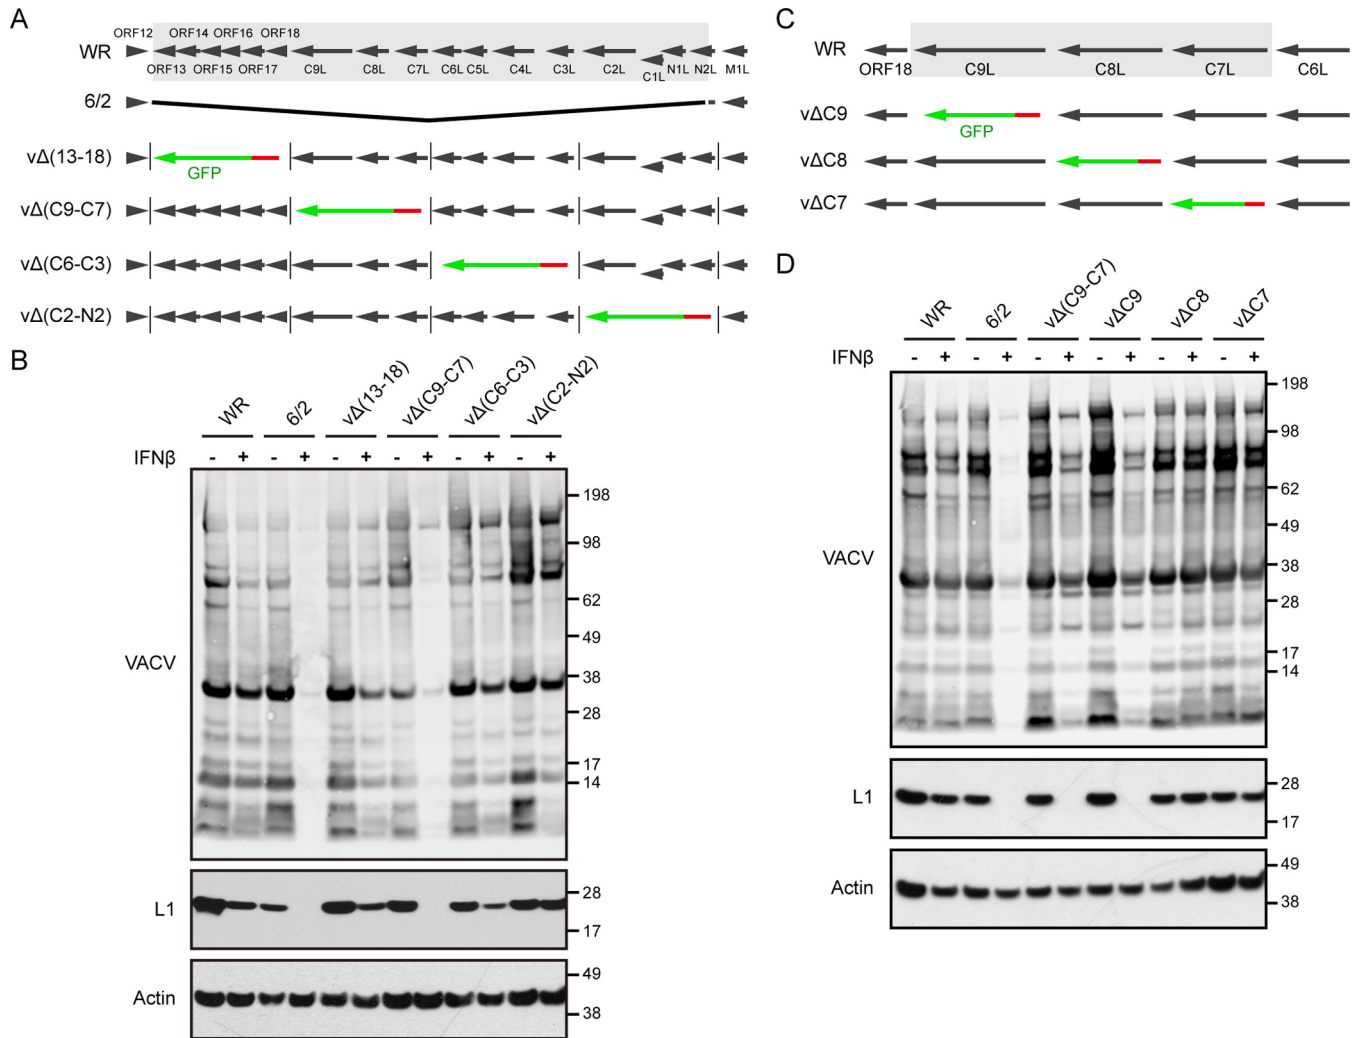 A
ORF12 ORF14 ORF16 ORF18
WR
ORF13 ORF15 ORF17 C9L C8L C7L C6L C5L C4L C3L C2L C1L N1L N2L M1L
6/2
vΔ(13-18)
GFP
vΔ(C9-C7)
vΔ(C6-C3)
vΔ(C2-N2)
B
WR 6/2 vΔ(13-18) vΔ(C9-C7) vΔ(C6-C3) vΔ(C2-N2)
IFNβ - + - + - + - + - + - +
VACV
198
98
62
49
38
28
17
14
L1
28
17
Actin
49
38
C
WR
ORF18 C9L C8L C7L C6L
vΔC9
GFP
vΔC8
vΔC7
D
WR 6/2 vΔ(C9-C7) vΔC9 vΔC8 vΔC7
IFNβ - + - + - + - + - + - +
VACV
198
98
62
49
38
28
17
14
L1
28
17
Actin
49
38